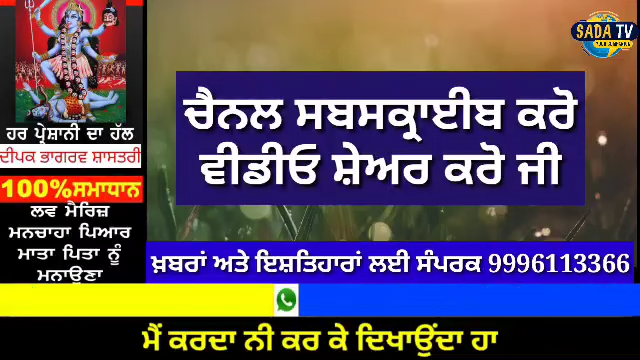 ਹਰ ਪ੍ਰੇਸ਼ਾਨੀ ਦਾ ਹੱਲ
ਦੀਪਕ ਭਾਰਗਵ ਸ਼ਾਸਤਰੀ
100%ਸਮਾਧਾਨ
ਲਵ ਮੈਰਿਜ਼
ਮਨਚਾਹਾ ਪਿਆਰ
ਮਾਤਾ ਪਿਤਾ ਨੂੰ
ਮਨਾਉਣਾ
SADA TV
ਚੈਨਲ ਸਬਸਕ੍ਰਾਈਬ ਕਰੋ
ਵੀਡੀਓ ਸ਼ੇਅਰ ਕਰੋ ਜੀ
ਖ਼ਬਰਾਂ ਅਤੇ ਇਸ਼ਤਿਹਾਰਾਂ ਲਈ ਸੰਪਰਕ 9996113366
ਮੈਂ ਕਰਦਾ ਨੀ ਕਰ ਕੇ ਦਿਖਾਉਂਦਾ ਹਾ